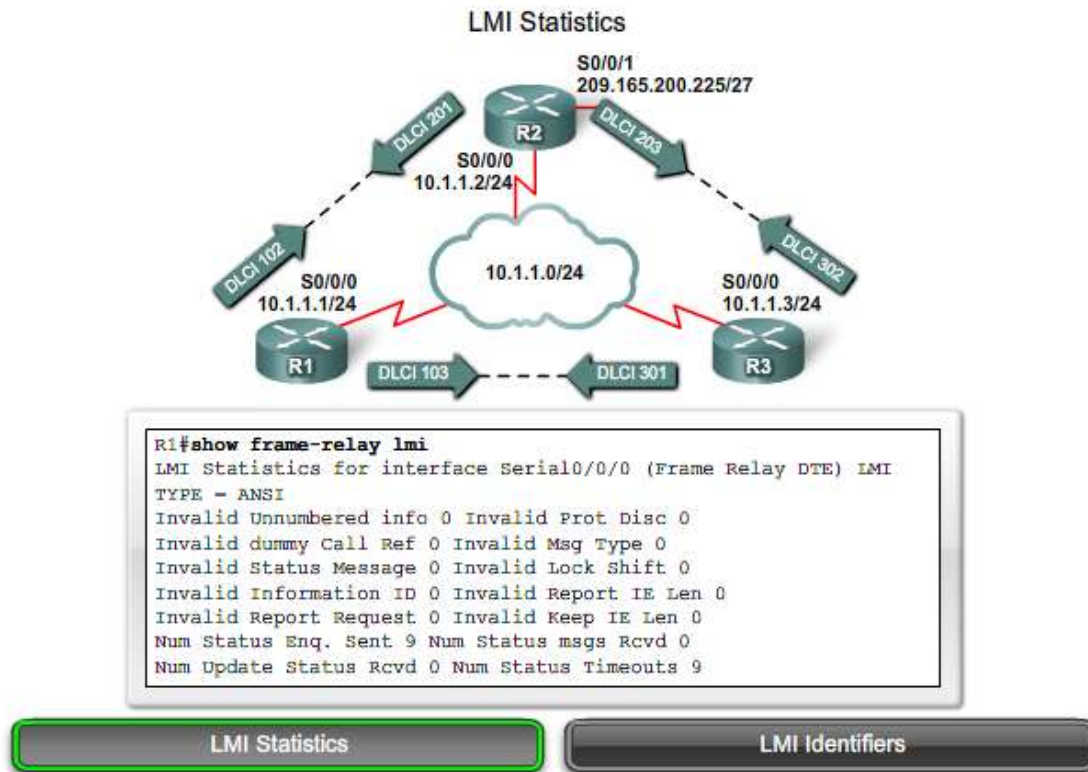 LMI Statistics
S0/0/1
209.165.200.225/27
DLCI 201
R2
DLCI 203
S0/0/0
10.1.1.2/24
DLCI 102
10.1.1.0/24
DLCI 302
S0/0/0
10.1.1.1/24
S0/0/0
10.1.1.3/24
R1
DLCI 103
DLCI 301
R3
R1#show frame-relay lmi
LMI Statistics for interface Serial0/0/0 (Frame Relay DTE) LMI
TYPE = ANSI
Invalid Unnumbered info 0 Invalid Prot Disc 0
Invalid dummy Call Ref 0 Invalid Msg Type 0
Invalid Status Message 0 Invalid Lock Shift 0
Invalid Information ID 0 Invalid Report IE Len 0
Invalid Report Request 0 Invalid Keep IE Len 0
Num Status Enq. Sent 9 Num Status msgs Rcvd 0
Num Update Status Rcvd 0 Num Status Timeouts 9
LMI Statistics
LMI Identifiers